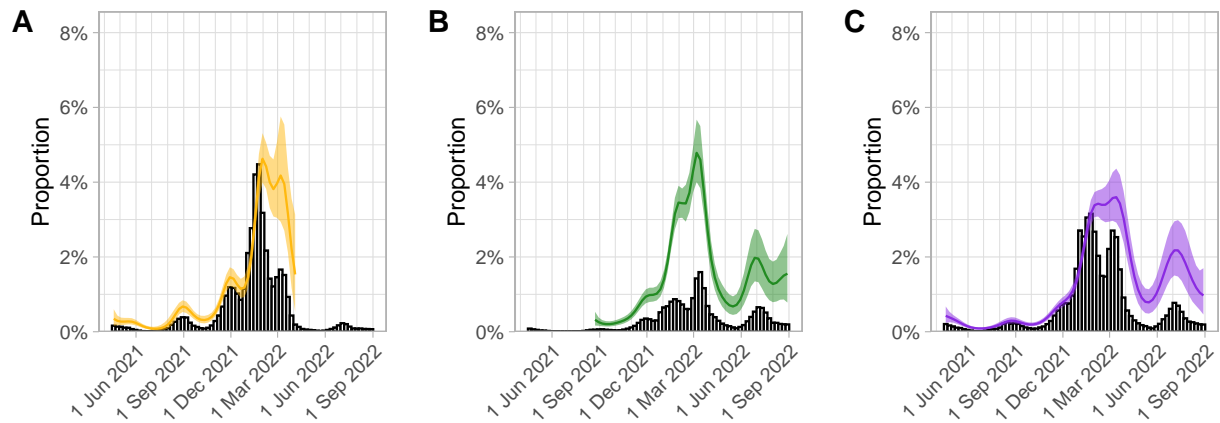 A
Proportion
8%
6%
4%
2%
0%
1 Jun 2021
1 Sep 2021
1 Dec 2021
1 Mar 2022
1 Jun 2022
1 Sep 2022
B
Proportion
8%
6%
4%
2%
0%
1 Jun 2021
1 Sep 2021
1 Dec 2021
1 Mar 2022
1 Jun 2022
1 Sep 2022
C
Proportion
8%
6%
4%
2%
0%
1 Jun 2021
1 Sep 2021
1 Dec 2021
1 Mar 2022
1 Jun 2022
1 Sep 2022